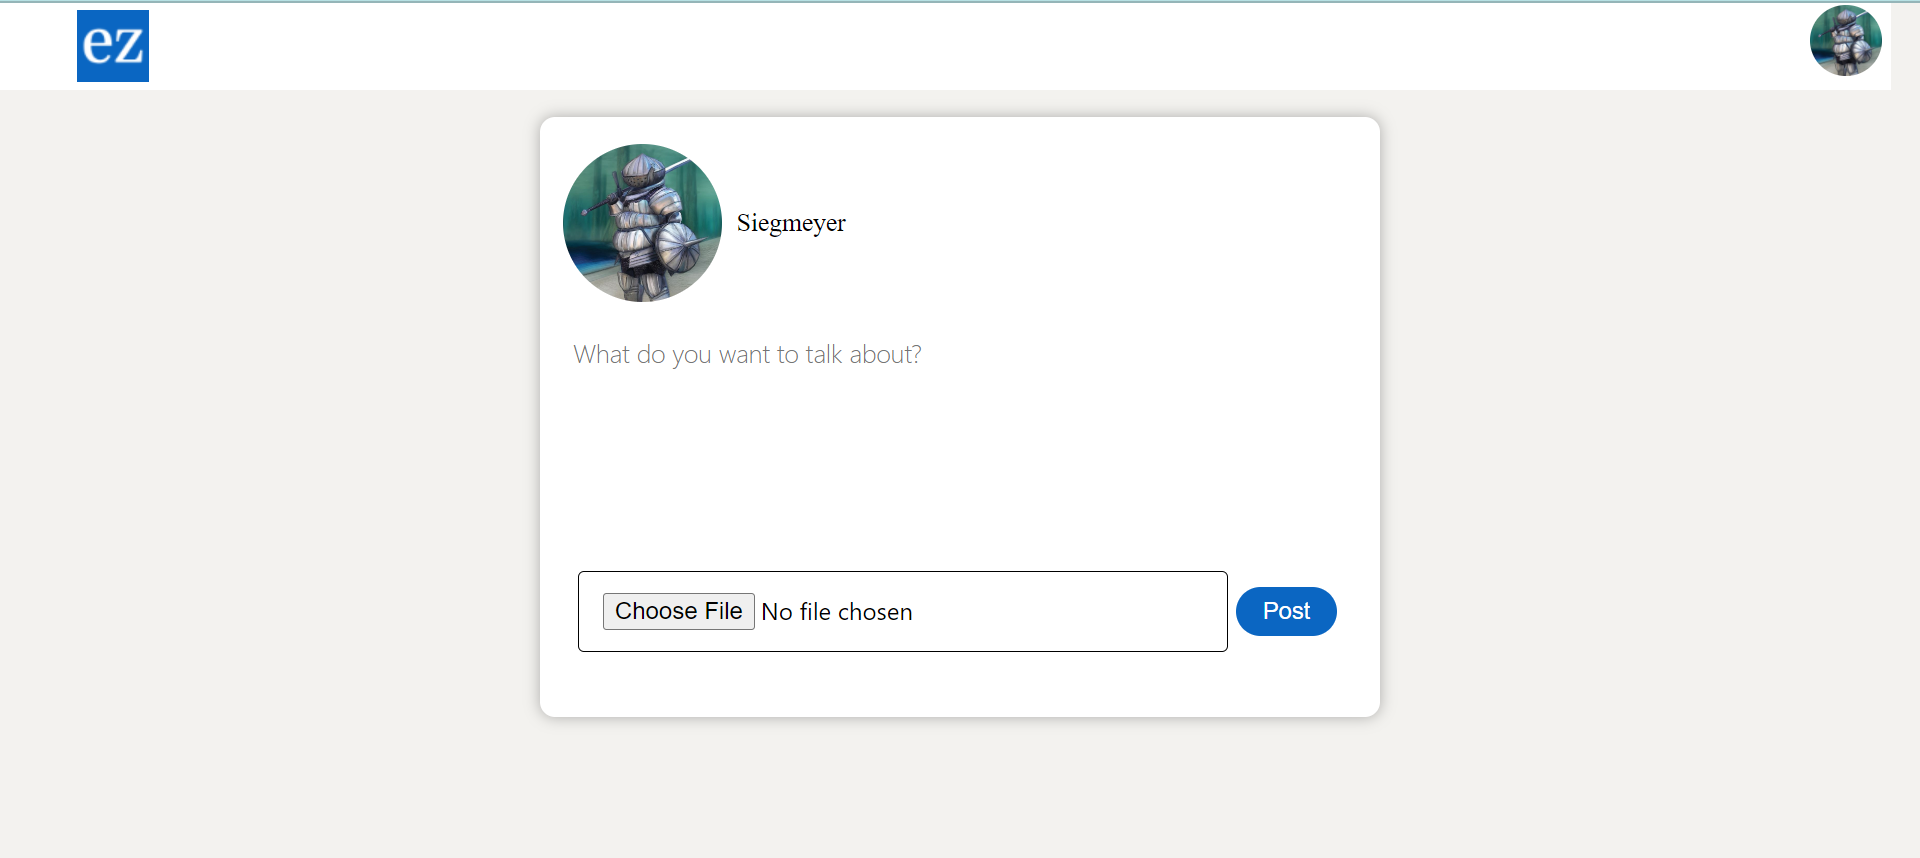 ez
Siegmeyer
What do you want to talk about?
Choose File No file chosen
Post